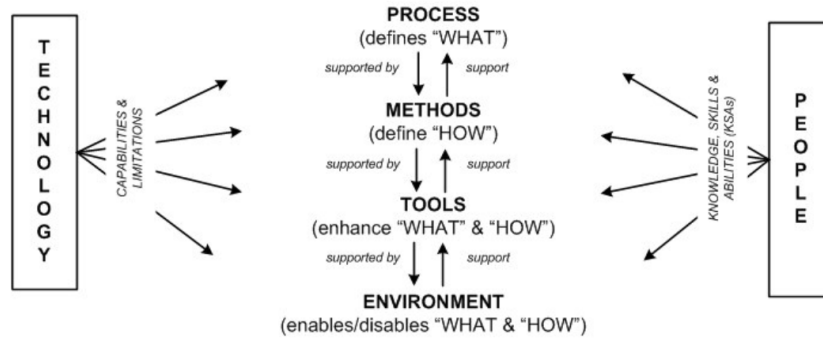 TECHNOLOGY
CAPABILITIES &
LIMITATIONS
PROCESS
(defines “WHAT”)
supported by
support
METHODS
(define “HOW”)
supported by
support
TOOLS
(enhance “WHAT” & “HOW”)
supported by
support
ENVIRONMENT
(enables/disables “WHAT & “HOW”)
KNOWLEDGE, SKILLS &
ABILITIES (KSAs)
PEOPLE